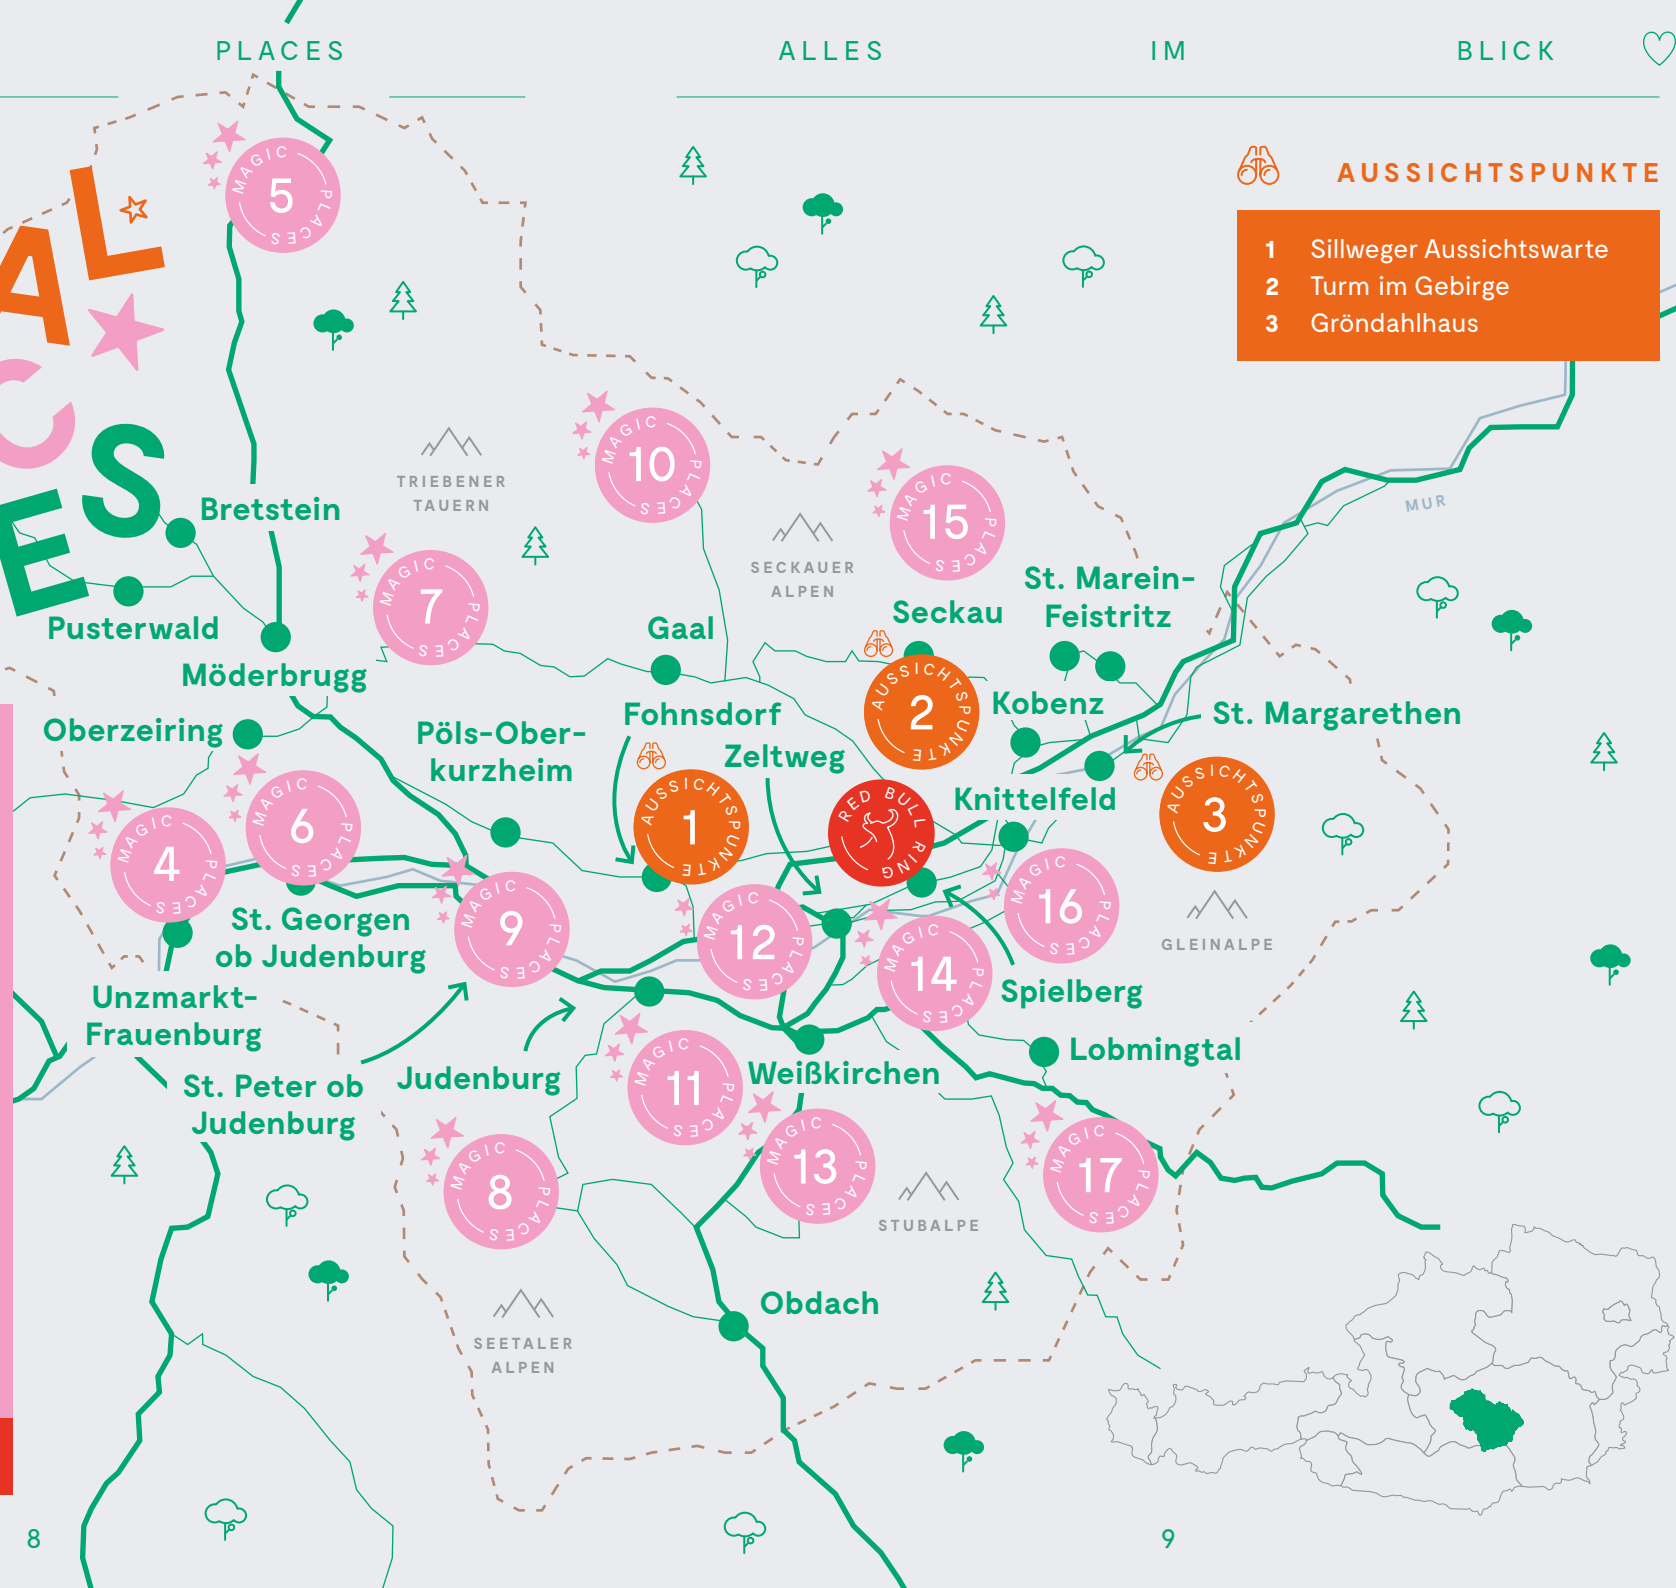 PLACES ALLES IM BLICK
AL
C
ES
AUSSICHTSPUNKTE
1 Sillweger Aussichtswarte
2 Turm im Gebirge
3 Gröndahlhaus
MAGIC PLACES 5
MUR
TRIEBENER
TAUERN
MAGIC PLACES 10
MAGIC PLACES 15
Bretstein
SECKAUER
ALPEN
MAGIC PLACES 7
St. Marein-
Feistritz
Seckau
Gaal
Pusterwald
Möderbrugg
Oberzeiring
Pöls-Ober-
kurzheim
Fohnsdorf
Zeltweg
AUSSICHTSPUNKTE 2
Kobenz
St. Margarethen
Knittelfeld
MAGIC PLACES 4
MAGIC PLACES 6
AUSSICHTSPUNKTE 1
RED BULL RING
AUSSICHTSPUNKTE 3
St. Georgen
ob Judenburg
MAGIC PLACES 9
MAGIC PLACES 12
MAGIC PLACES 14
MAGIC PLACES 16
GLEINALPE
Unzmarkt-
Frauenburg
Spielberg
Lobmingtal
St. Peter ob
Judenburg
Judenburg
MAGIC PLACES 11
Weißkirchen
MAGIC PLACES 8
MAGIC PLACES 13
MAGIC PLACES 17
STUBALPE
Obdach
SEETALER
ALPEN
8
9